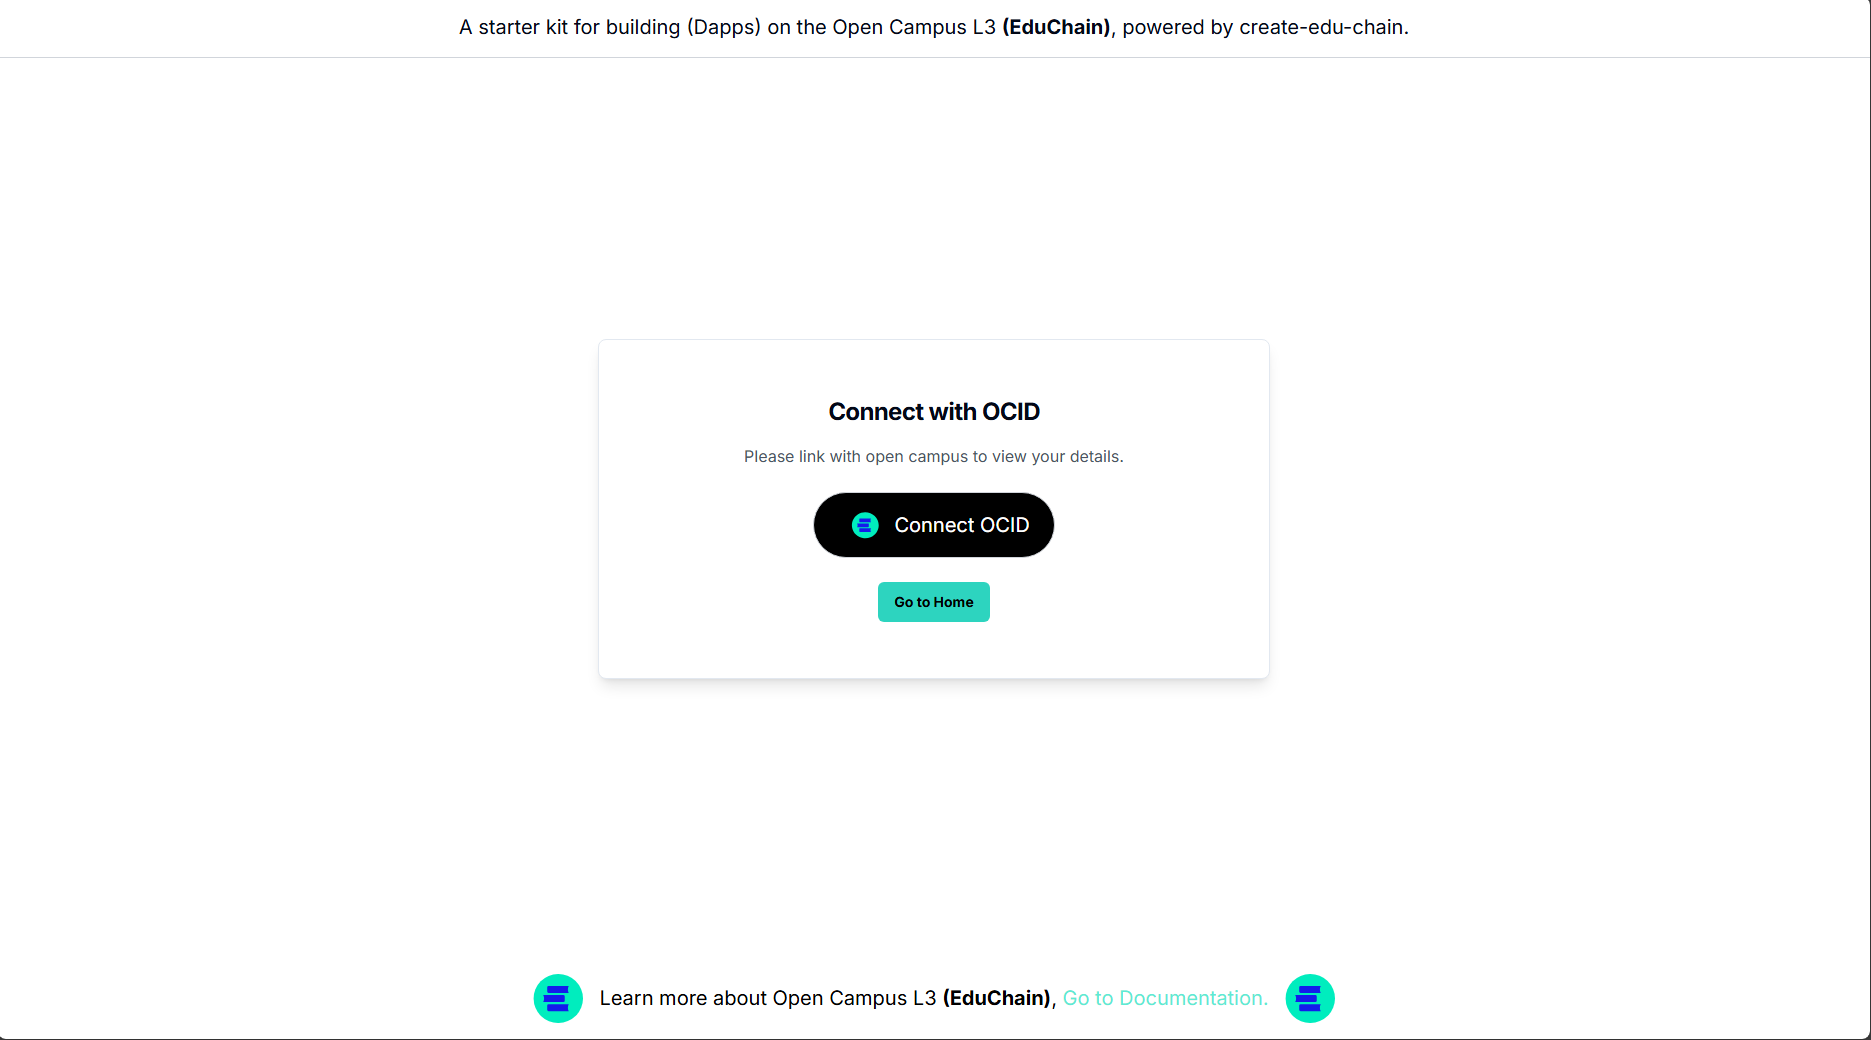 A starter kit for building (Dapps) on the Open Campus L3 (EduChain), powered by create-edu-chain.
Connect with OCID
Please link with open campus to view your details.
Connect OCID
Go to Home
Learn more about Open Campus L3 (EduChain), Go to Documentation.